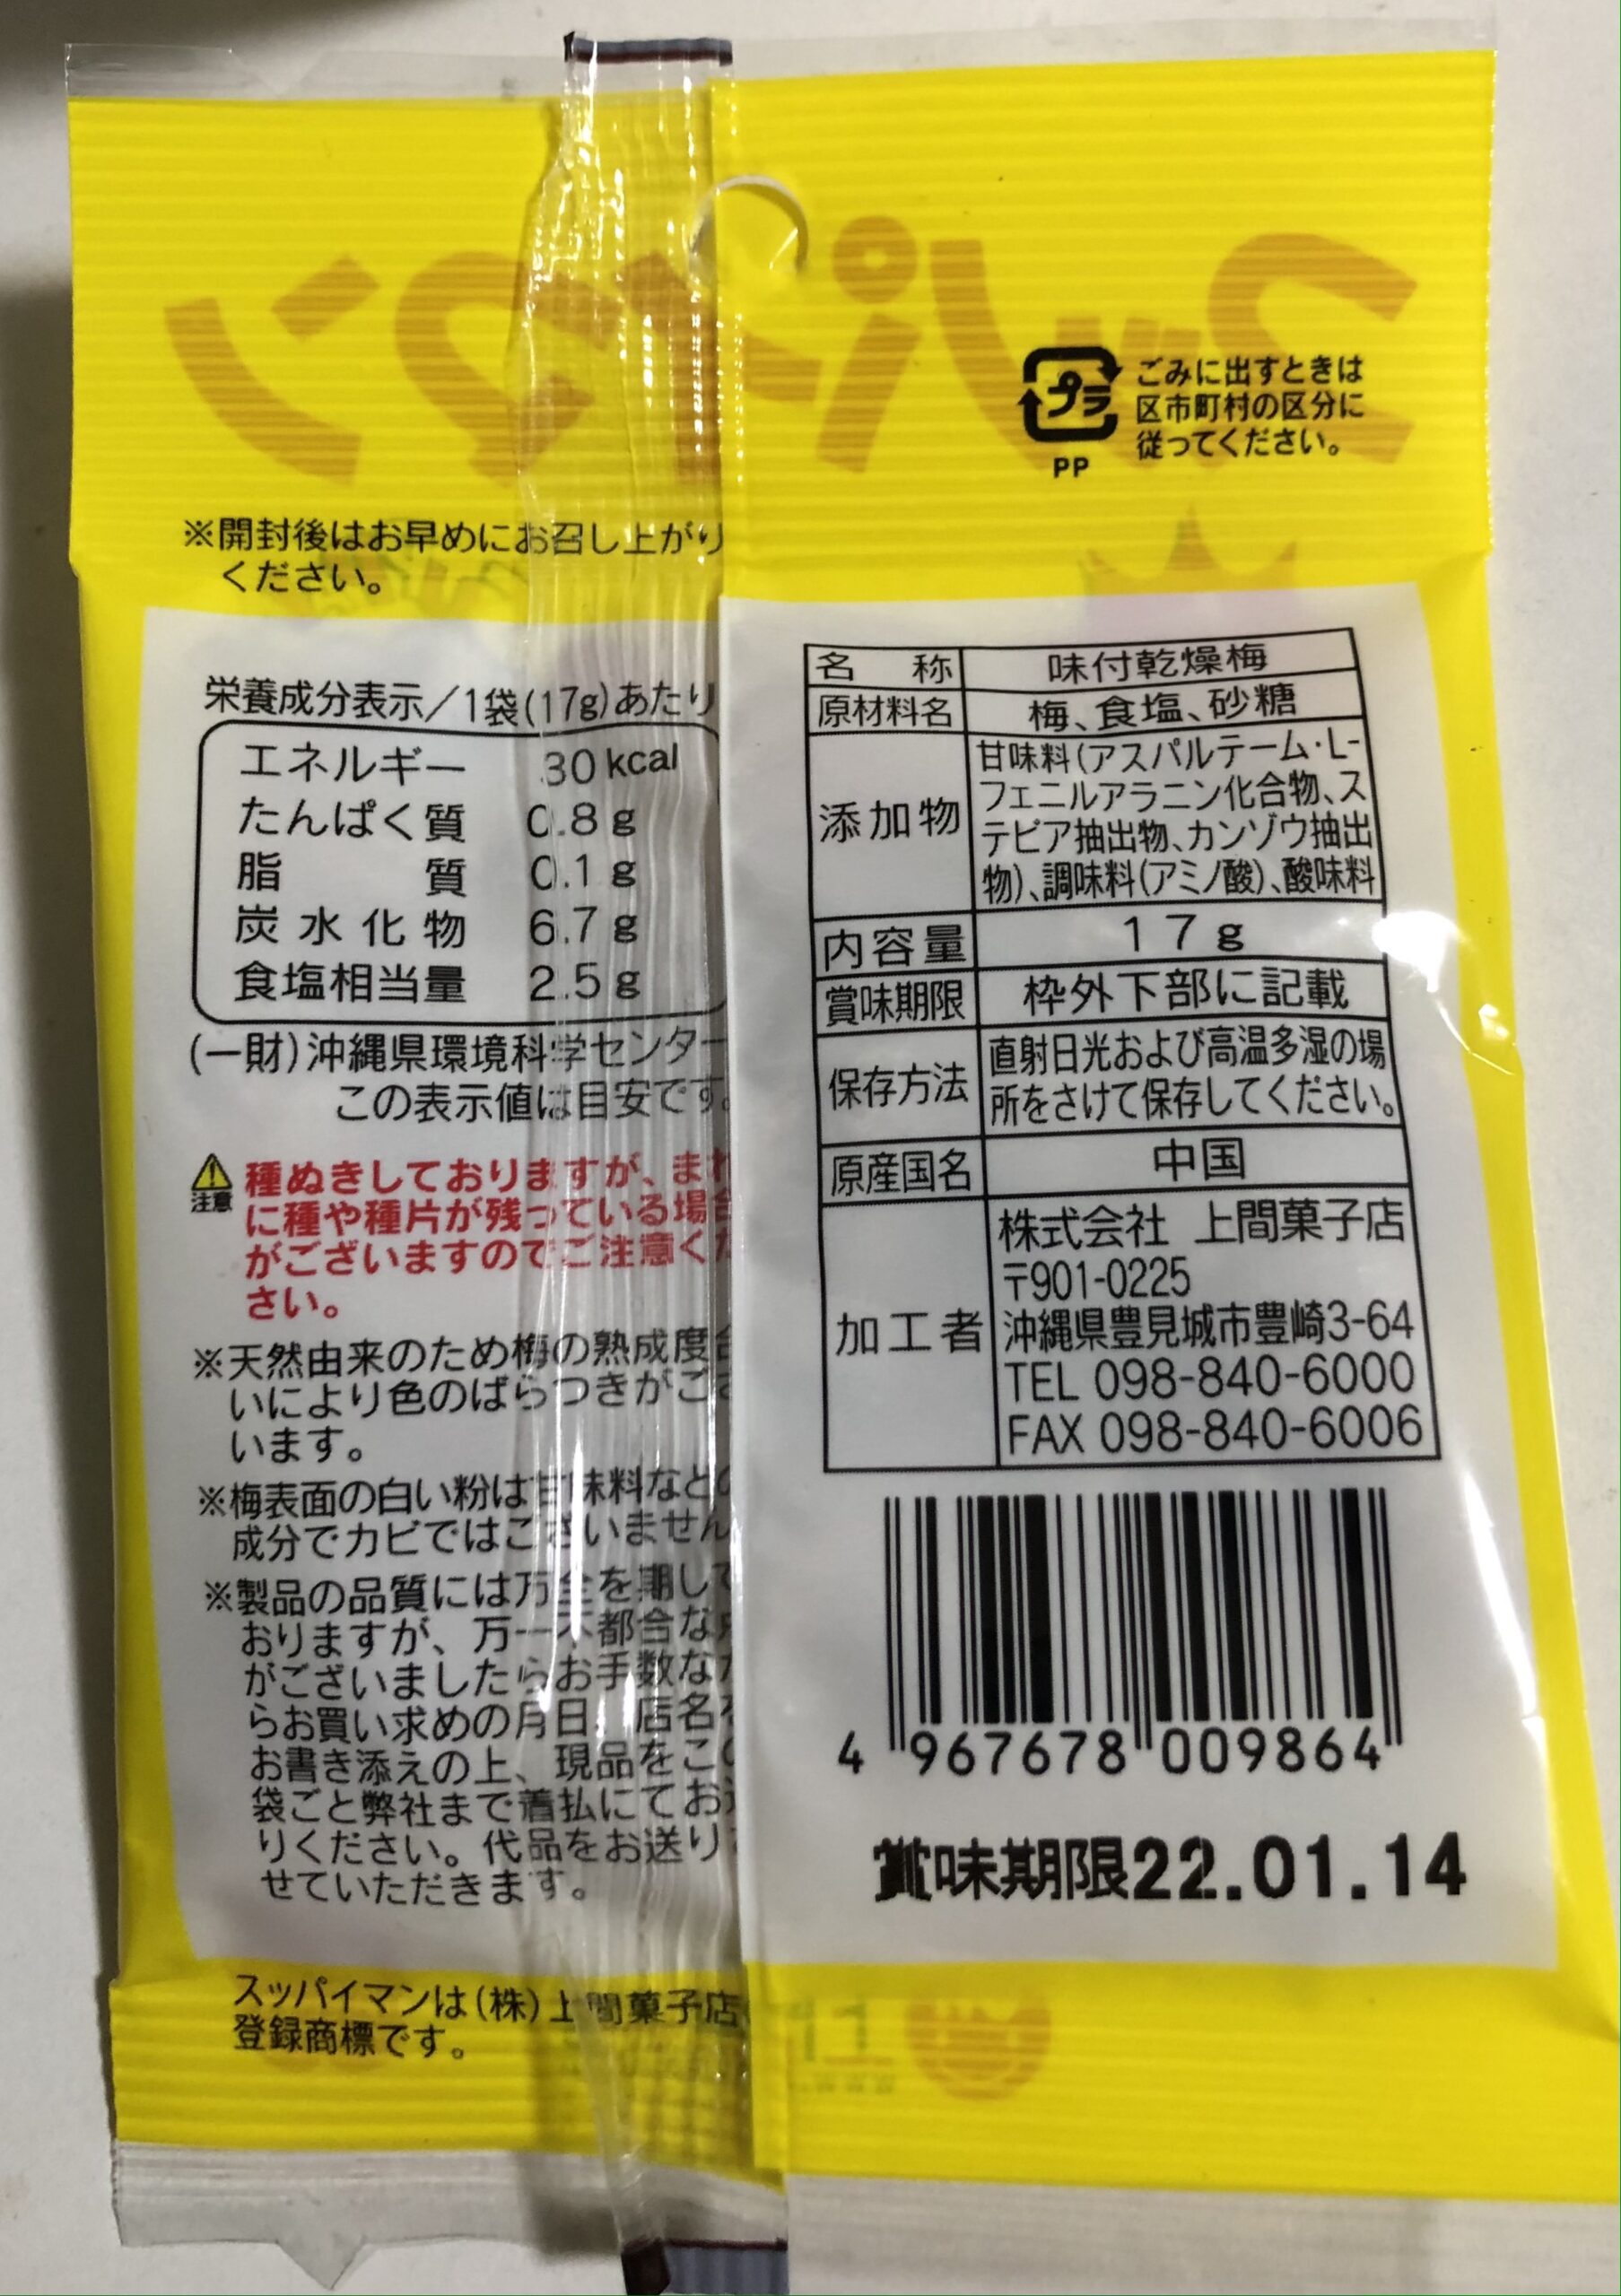 スッパイマン
プラ
PP
ごみに出すときは
区市町村の区分に
従ってください。
※開封後はお早めにお召し上がり
ください。
栄養成分表示/1袋(17g)あたり
エネルギー 30kcal
たんぱく質 0.8g
脂質 0.1g
炭水化物 6.7g
食塩相当量 2.5g
(一財)沖縄県環境科学センター
この表示値は目安です。
注意
種ぬきしておりますが、まれ
に種や種片が残っている場合
がございますのでご注意くだ
さい。
※天然由来のため梅の熟成度合
いにより色のばらつきがござ
います。
※梅表面の白い粉は甘味料などの
成分でカビではございません
※製品の品質には万全を期して
おりますが、万一不都合な点
がございましたらお手数なが
らお買い求めの月日、店名を
お書き添えの上、現品をこの
袋ごと弊社まで着払にてお送
りください。代品をお送りさ
せていただきます。
スッパイマンは(株)上間菓子店
登録商標です。
名称 味付乾燥梅
原材料名 梅、食塩、砂糖
添加物 甘味料(アスパルテーム・L-
フェニルアラニン化合物、ス
テビア抽出物、カンゾウ抽出
物)、調味料(アミノ酸)、酸味料
内容量 17g
賞味期限 枠外下部に記載
保存方法 直射日光および高温多湿の場
所をさけて保存してください。
原産国名 中国
加工者 株式会社 上間菓子店
〒901-0225
沖縄県豊見城市豊崎3-64
TEL 098-840-6000
FAX 098-840-6006
4 967678 009864
賞味期限22.01.14